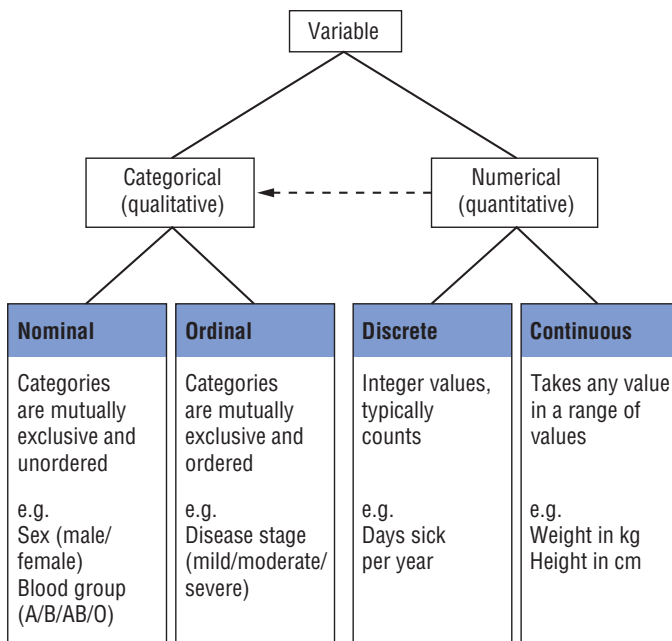 Variable
Categorical
(qualitative)
Numerical
(quantitative)
Nominal
Categories
are mutually
exclusive and
unordered
e.g.
Sex (male/
female)
Blood group
(A/B/AB/O)
Ordinal
Categories
are mutually
exclusive and
ordered
e.g.
Disease stage
(mild/moderate/
severe)
Discrete
Integer values,
typically
counts
e.g.
Days sick
per year
Continuous
Takes any value
in a range of
values
e.g.
Weight in kg
Height in cm